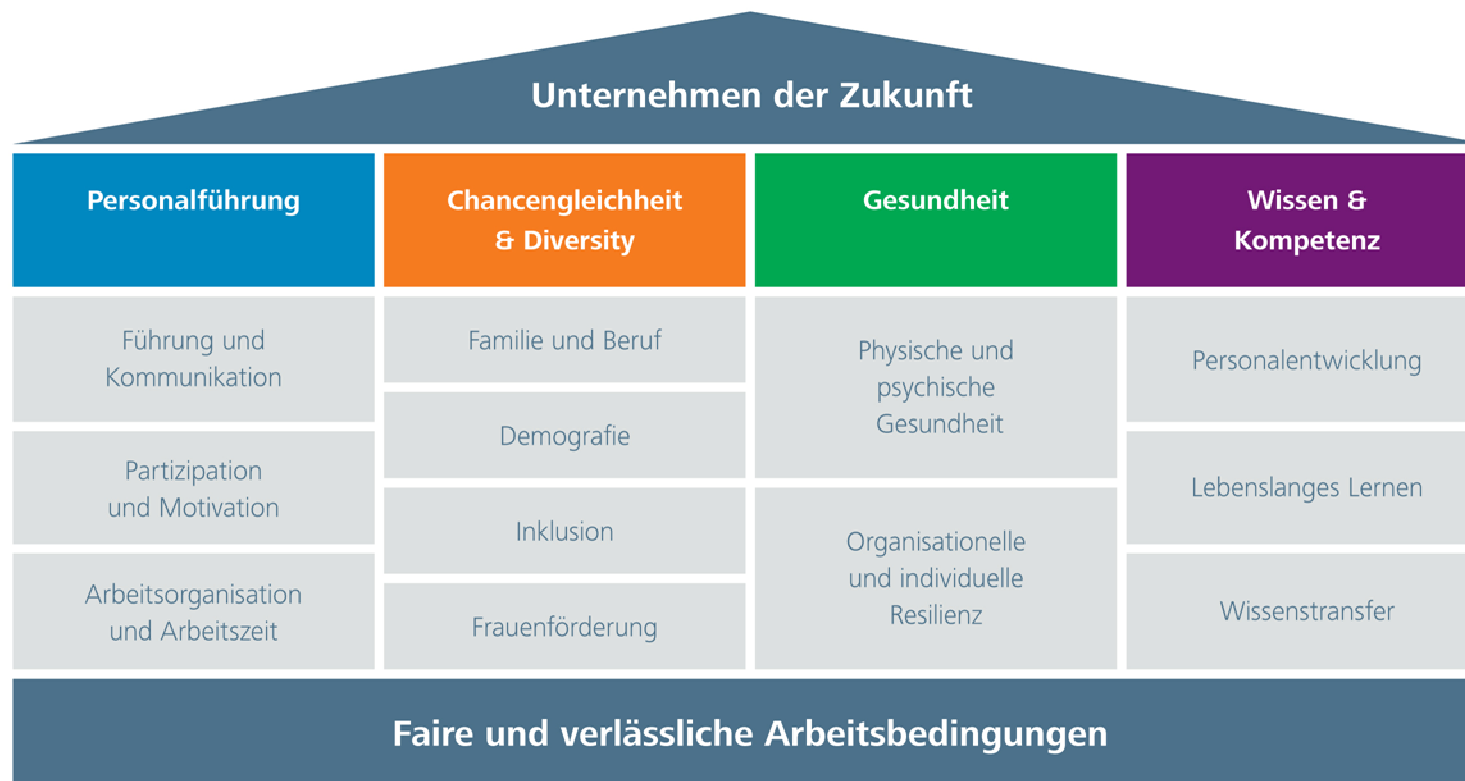 Unternehmen der Zukunft
Personalführung
Chancengleichheit
& Diversity
Gesundheit
Wissen &
Kompetenz
Führung und
Kommunikation
Partizipation
und Motivation
Arbeitsorganisation
und Arbeitszeit
Familie und Beruf
Demografie
Inklusion
Frauenförderung
Physische und
psychische
Gesundheit
Organisationelle
und individuelle
Resilienz
Personalentwicklung
Lebenslanges Lernen
Wissenstransfer
Faire und verlässliche Arbeitsbedingungen